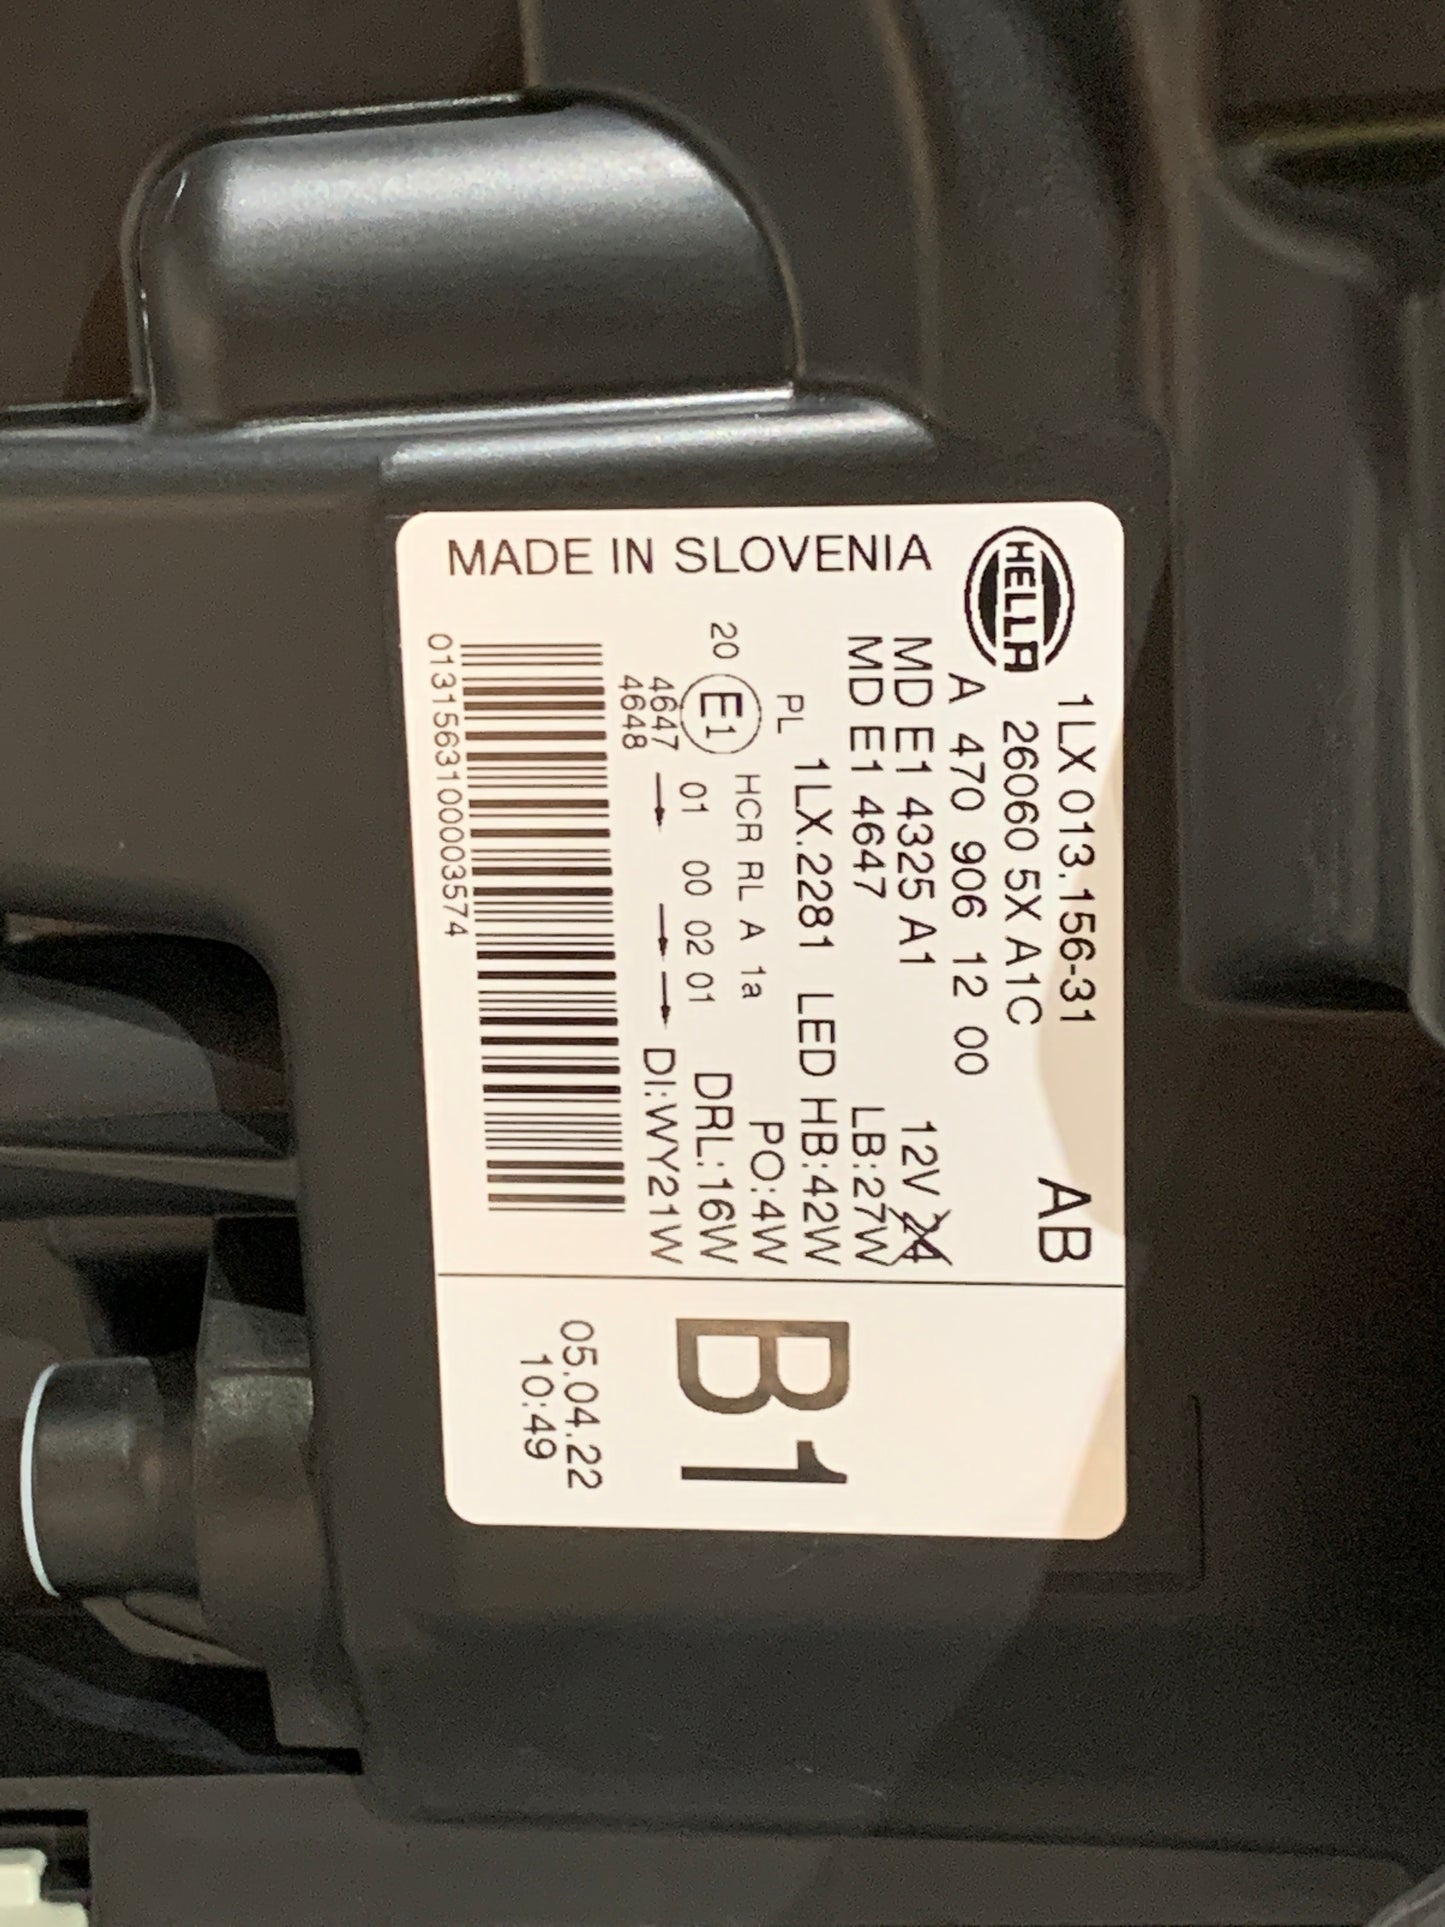 HELLA
1LX 013.156-31
26060 5X A1C AB
A 470 906 12 00
MD E1 4325 A1 12V 24
MD E1 4647 LB:27W
1LX.2281 LED HB:42W
PL PO:4W
HCR RL A 1a
20 E1 01 00 02 01 DRL:16W
4647 → → → DI:WY21W
4648
MADE IN SLOVENIA
01315631000003574
B1
05.04.22
10:49